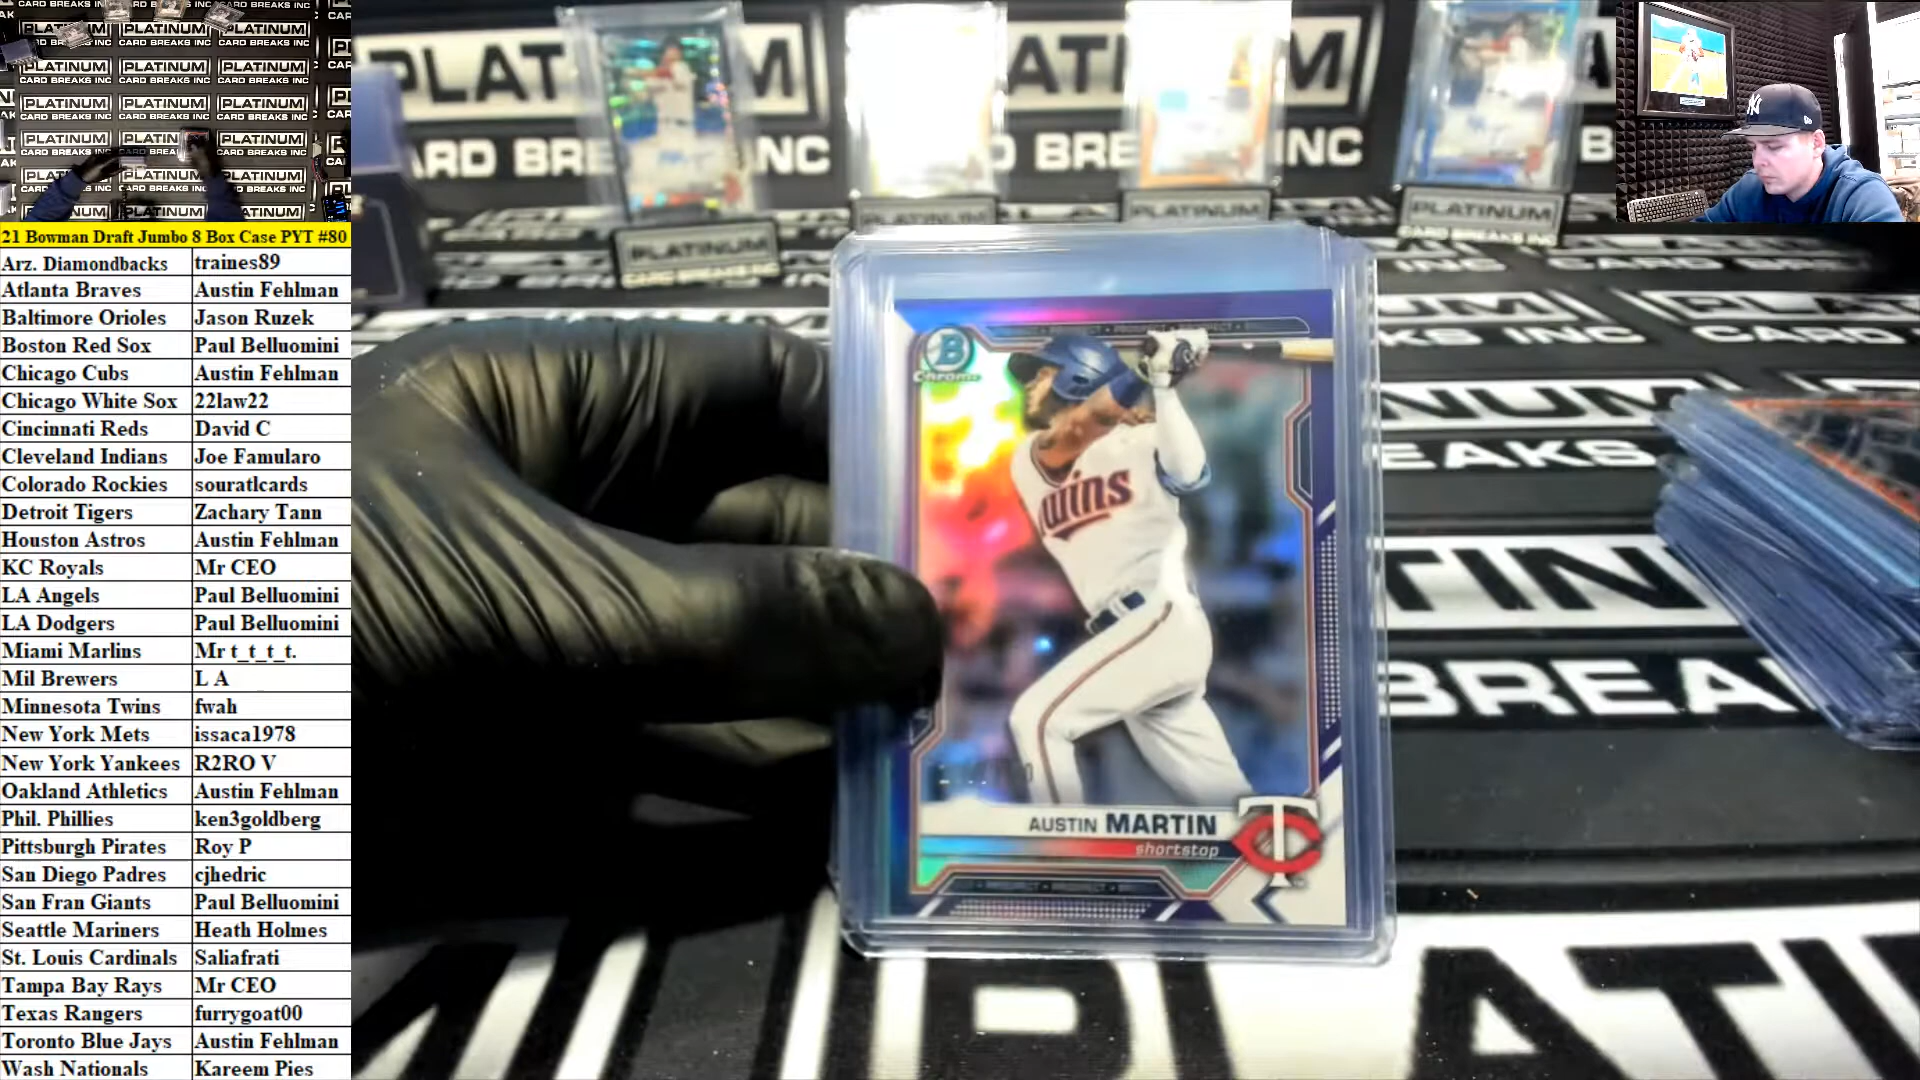 21 Bowman Draft Jumbo 8 Box Case PYT #80
Arz. Diamondbacks traines89
Atlanta Braves Austin Fehlman
Baltimore Orioles Jason Ruzek
Boston Red Sox Paul Belluomini
Chicago Cubs Austin Fehlman
Chicago White Sox 22law22
Cincinnati Reds David C
Cleveland Indians Joe Famularo
Colorado Rockies souratlcards
Detroit Tigers Zachary Tann
Houston Astros Austin Fehlman
KC Royals Mr CEO
LA Angels Paul Belluomini
LA Dodgers Paul Belluomini
Miami Marlins Mr t_t_t_t.
Mil Brewers L A
Minnesota Twins fwah
New York Mets issaca1978
New York Yankees R2RO V
Oakland Athletics Austin Fehlman
Phil. Phillies ken3goldberg
Pittsburgh Pirates Roy P
San Diego Padres cjhedric
San Fran Giants Paul Belluomini
Seattle Mariners Heath Holmes
St. Louis Cardinals Saliafrati
Tampa Bay Rays Mr CEO
Texas Rangers furrygoat00
Toronto Blue Jays Austin Fehlman
Wash Nationals Kareem Pies
PLATINUM
CARD BREAKS INC
B
Chrome
Twins
AUSTIN MARTIN
shortstop
TC